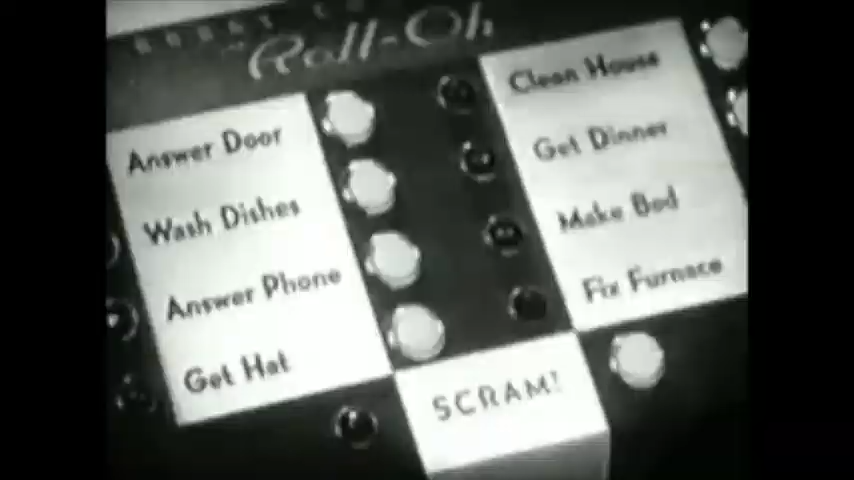 Roll-Oh
Answer Door
Wash Dishes
Answer Phone
Get Hat
Clean House
Get Dinner
Make Bed
Fix Furnace
SCRAM!